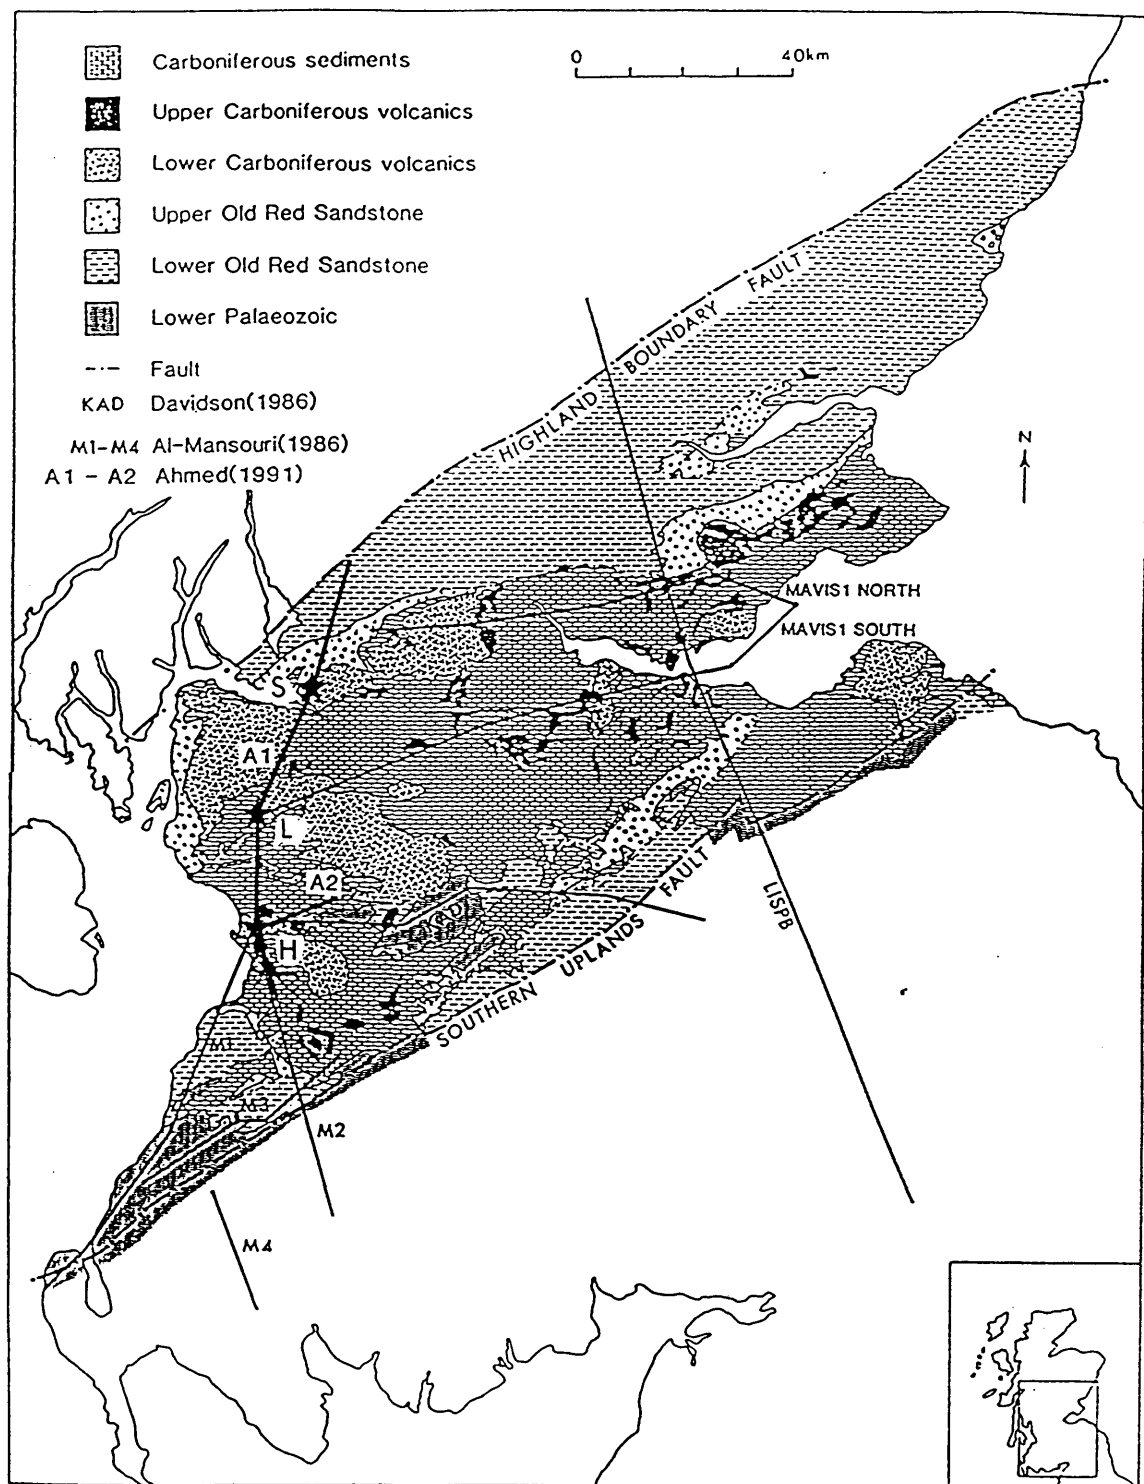 Carboniferous sediments
Upper Carboniferous volcanics
Lower Carboniferous volcanics
Upper Old Red Sandstone
Lower Old Red Sandstone
Lower Palaeozoic
Fault
KAD Davidson(1986)
M1-M4 Al-Mansouri(1986)
A1 - A2 Ahmed(1991)
0 40km
HIGHLAND BOUNDARY FAULT
N
MAVIS1 NORTH
MAVIS1 SOUTH
S
A1
L
A2
KAD
H
LISPB
SOUTHERN UPLANDS FAULT
M1
M3
M2
M4